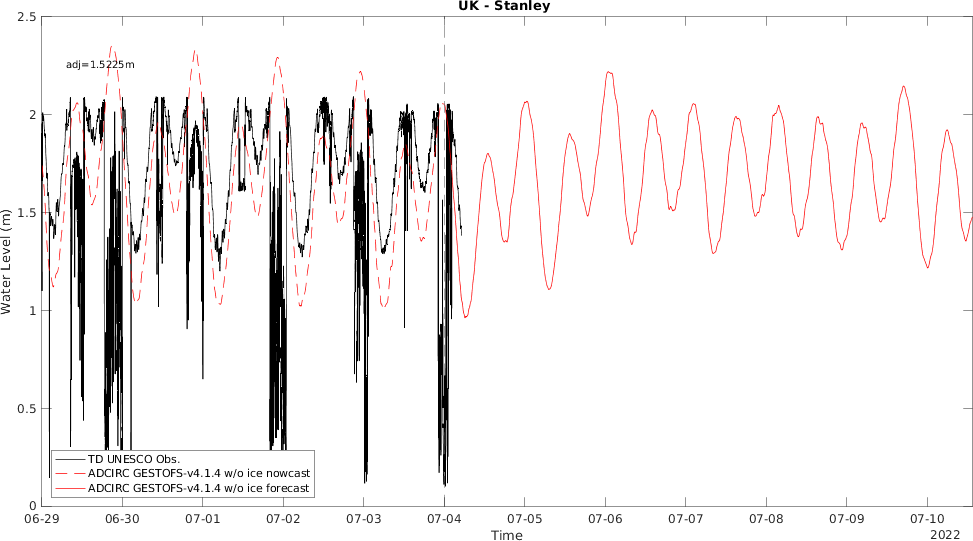 UK - Stanley
2.5
adj=1.5225m
2
1.5
1
0.5
0
Water Level (m)
TD UNESCO Obs.
ADCIRC GESTOFS-v4.1.4 w/o ice nowcast
ADCIRC GESTOFS-v4.1.4 w/o ice forecast
06-29 06-30 07-01 07-02 07-03 07-04 07-05 07-06 07-07 07-08 07-09 07-10
Time
2022